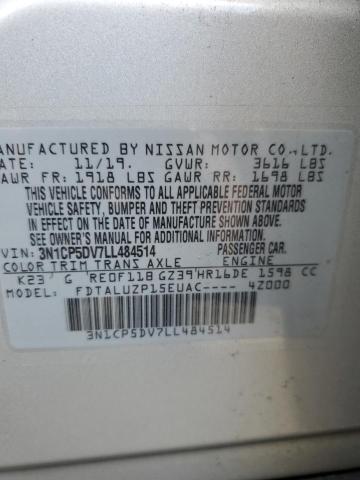 MANUFACTURED BY NISSAN MOTOR CO.,LTD.
DATE: 11/19. GVWR: 3616 LBS
GAWR FR: 1918 LBS GAWR RR: 1698 LBS
THIS VEHICLE CONFORMS TO ALL APPLICABLE FEDERAL MOTOR
VEHICLE SAFETY, BUMPER AND THEFT PREVENTION STANDARDS
IN EFFECT ON THE DATE OF MANUFACTURE SHOWN ABOVE.
SEE OWNER'S MANUAL FOR ADDITIONAL INFORMATION.
VIN: 3N1CP5DV7LL484514 PASSENGER CAR.
COLOR TRIM TRANS AXLE ENGINE
K23 G RE0F11B GZ39 HR16DE 1598 CC
MODEL: FDTALUZP15EUAC---- 4Z000
3N1CP5DV7LL484514